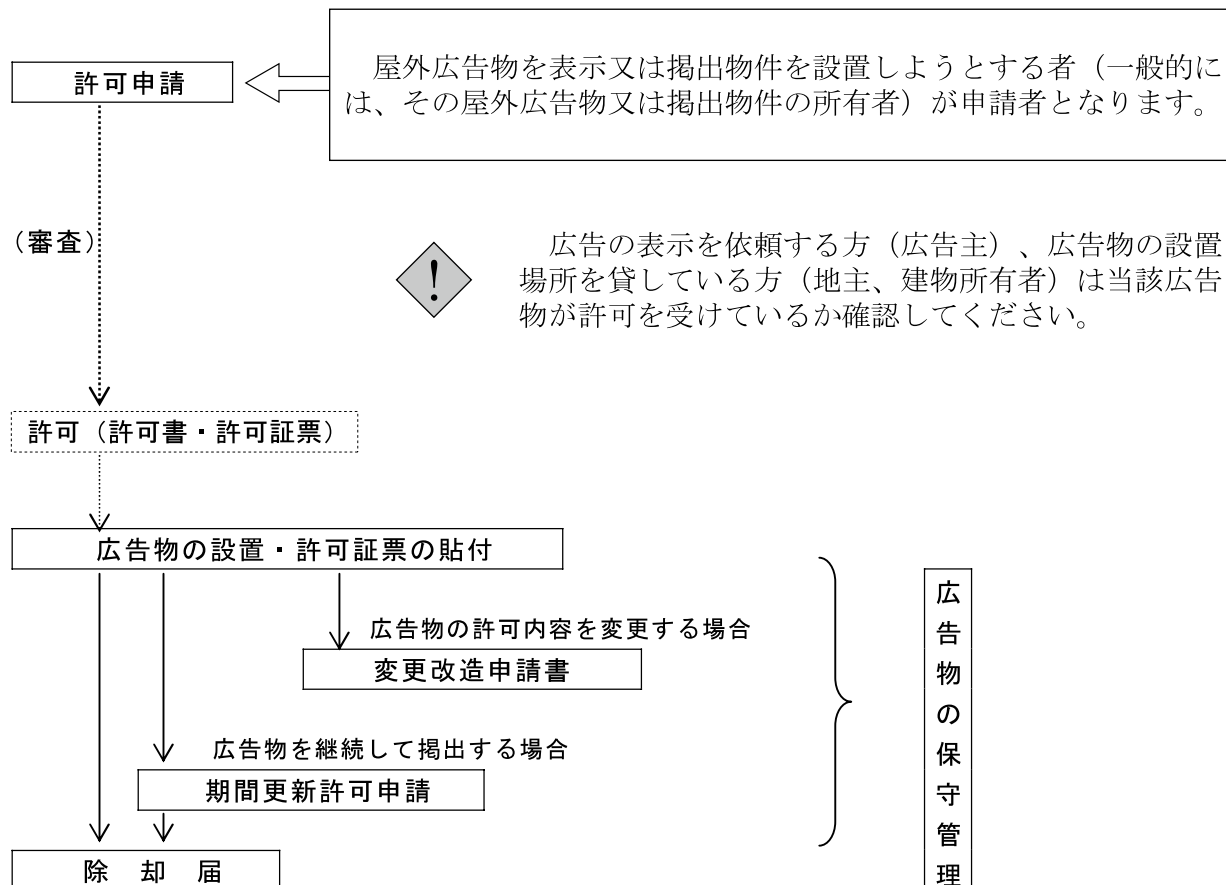 許可申請
屋外広告物を表示又は掲出物件を設置しようとする者（一般的に
は、その屋外広告物又は掲出物件の所有者）が申請者となります。
（審査）
!
広告の表示を依頼する方（広告主）、広告物の設置
場所を貸している方（地主、建物所有者）は当該広告
物が許可を受けているか確認してください。
許可（許可書・許可証票）
広告物の設置・許可証票の貼付
広告物の許可内容を変更する場合
変更改造申請書
広告物を継続して掲出する場合
期間更新許可申請
除却届
広告物の保守管理